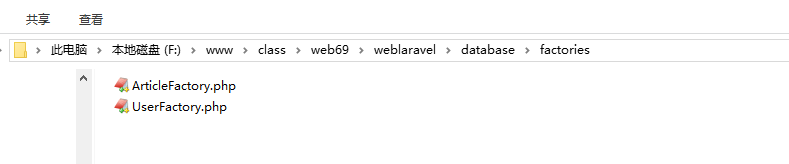 共享 查看
此电脑 本地磁盘 (F:) www class web69 weblaravel database factories
ArticleFactory.php
UserFactory.php